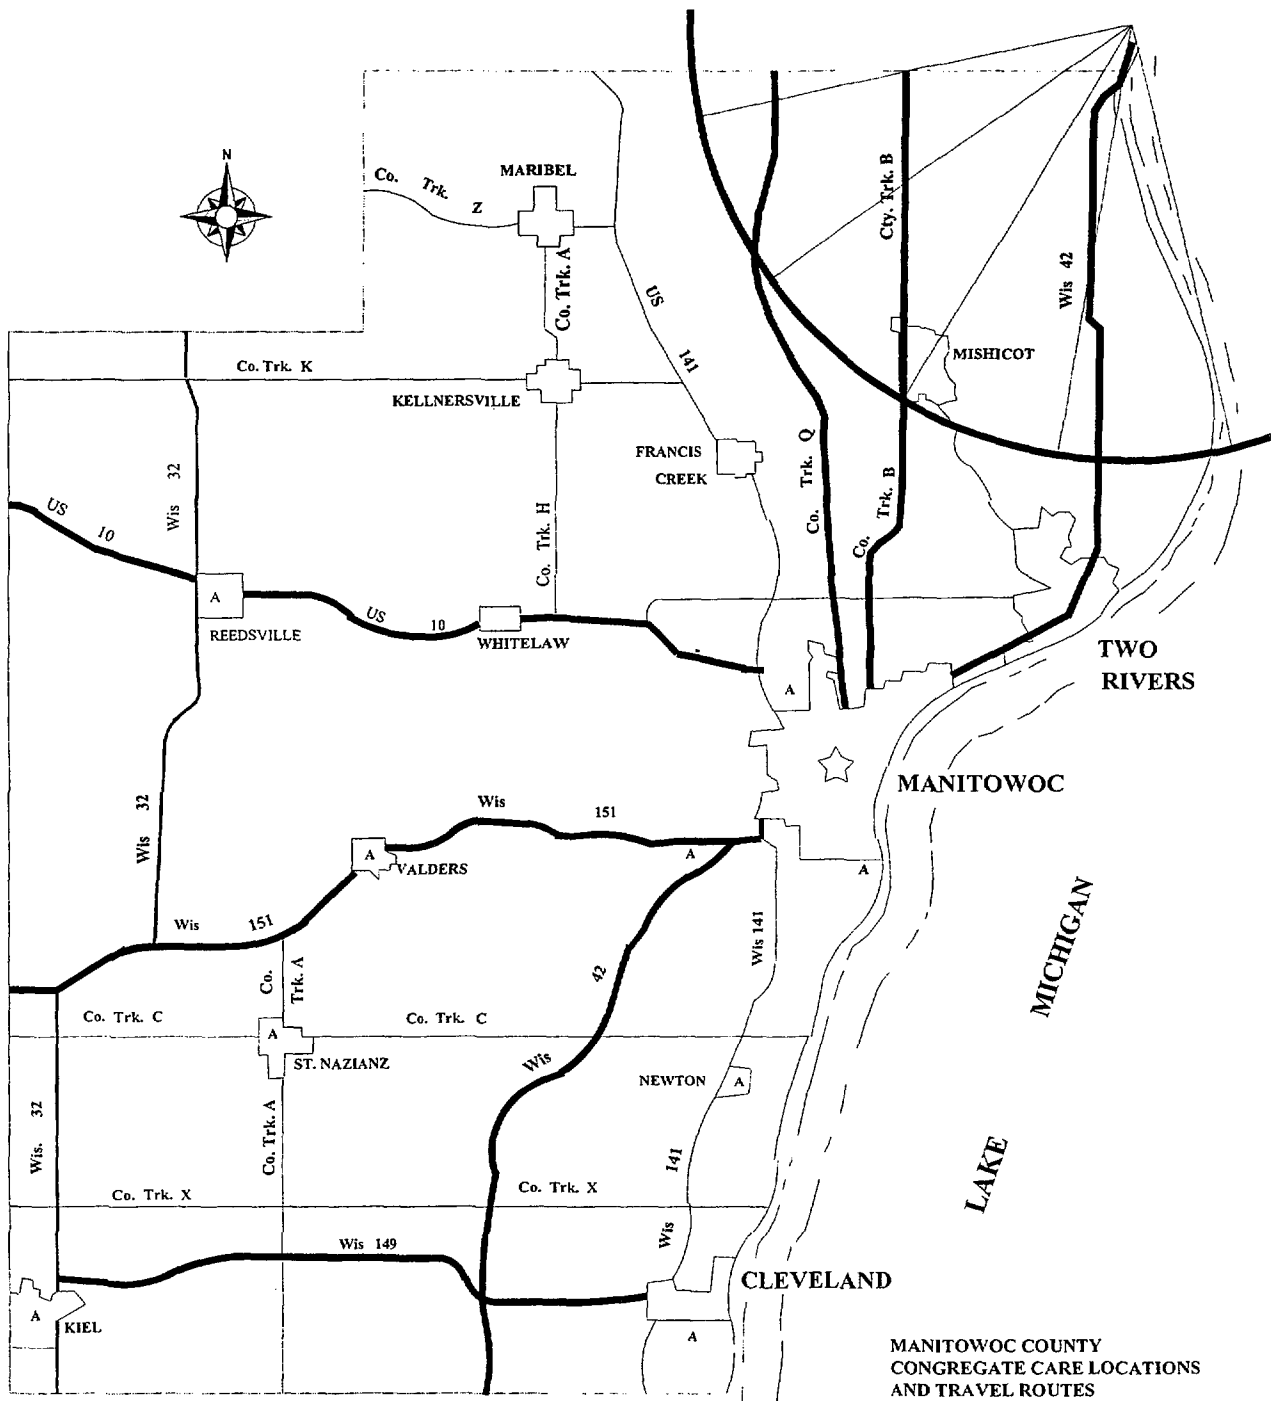 N
MARIBEL
Co. Trk. Z
Co. Trk. A
US 141
Cty. Trk. B
Wis 42
MISHICOT
Co. Trk. K
KELLNERSVILLE
FRANCIS
CREEK
Wis 32
US 10
Co. Trk. H
Co. Trk. Q
Co. Trk. B
A
REEDSVILLE
US 10
WHITELAW
TWO
RIVERS
A
MANITOWOC
Wis 32
Wis 151
A
VALDERS
A
A
Wis 151
Wis 141
MICHIGAN
Co. Trk. A
42
Wis
Co. Trk. C
Co. Trk. C
A
ST. NAZIANZ
NEWTON
A
Wis. 32
Co. Trk. A
141
Wis
LAKE
Co. Trk. X
Co. Trk. X
Wis 149
CLEVELAND
A
KIEL
A
MANITOWOC COUNTY
CONGREGATE CARE LOCATIONS
AND TRAVEL ROUTES